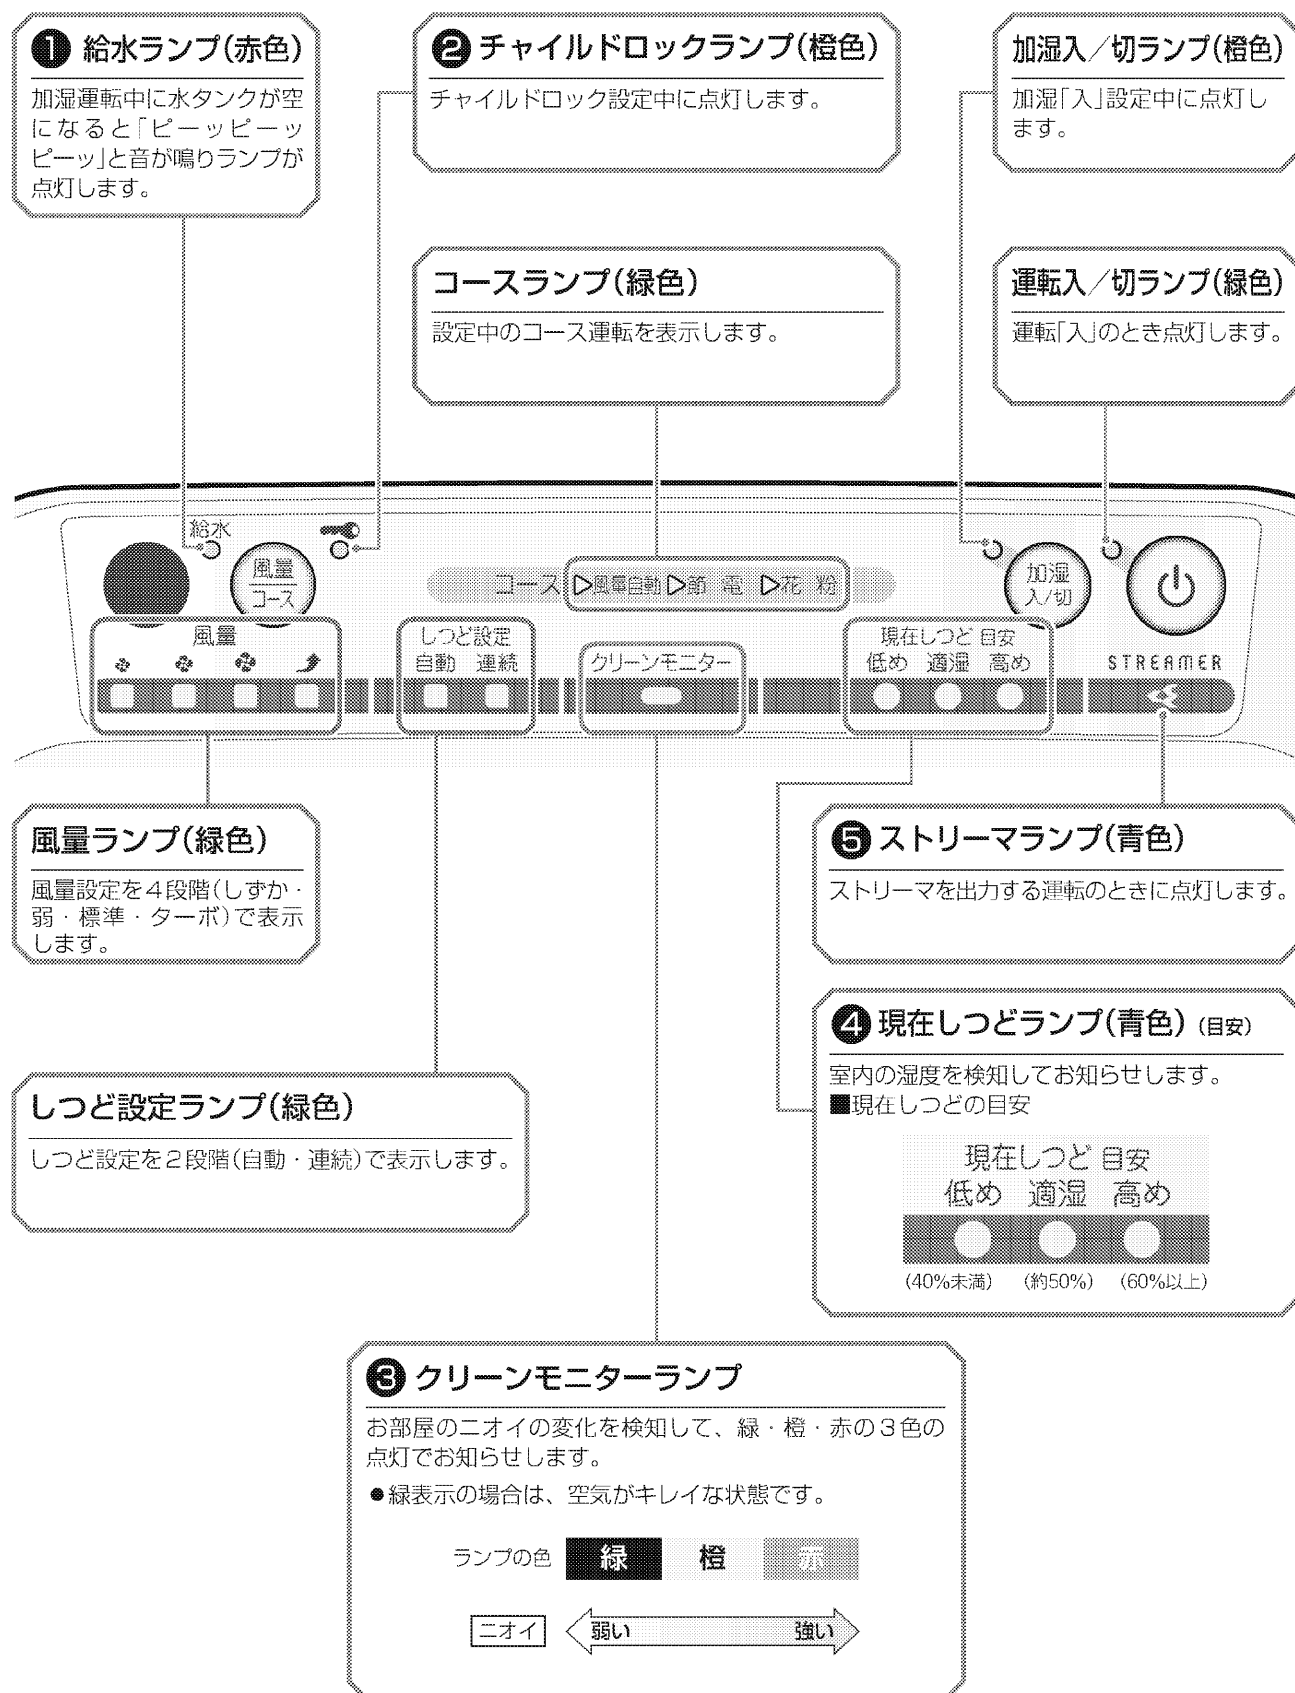 ❶ 給水ランプ(赤色)
加湿運転中に水タンクが空
になると「ピーッピーッ
ピーッ」と音が鳴りランプが
点灯します。
❷ チャイルドロックランプ(橙色)
チャイルドロック設定中に点灯します。
加湿入／切ランプ(橙色)
加湿「入」設定中に点灯し
ます。
コースランプ(緑色)
設定中のコース運転を表示します。
運転入／切ランプ(緑色)
運転「入」のとき点灯します。
給水
風量
コース
コース ▷風量自動 ▷節 電 ▷花 粉
加湿
入/切
風量
しつど設定
自動 連続
クリーンモニター
現在しつど 目安
低め 適湿 高め
STREAMER
風量ランプ(緑色)
風量設定を4段階(しずか・
弱・標準・ターボ)で表示
します。
❺ ストリーマランプ(青色)
ストリーマを出力する運転のときに点灯します。
しつど設定ランプ(緑色)
しつど設定を2段階(自動・連続)で表示します。
❹ 現在しつどランプ(青色) (目安)
室内の湿度を検知してお知らせします。
■現在しつどの目安
現在しつど 目安
低め 適湿 高め
(40%未満) (約50%) (60%以上)
❸ クリーンモニターランプ
お部屋のニオイの変化を検知して、緑・橙・赤の3色の
点灯でお知らせします。
●緑表示の場合は、空気がキレイな状態です。
ランプの色 緑 橙 赤
ニオイ 弱い 強い